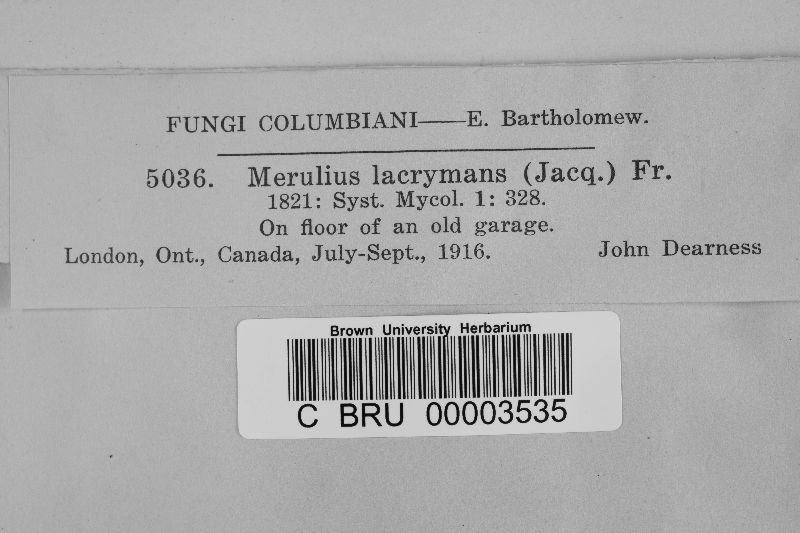 FUNGI COLUMBIANI——E. Bartholomew.
5036. Merulius lacrymans (Jacq.) Fr.
1821: Syst. Mycol. 1: 328.
On floor of an old garage.
London, Ont., Canada, July-Sept., 1916. John Dearness
Brown University Herbarium
C BRU 00003535